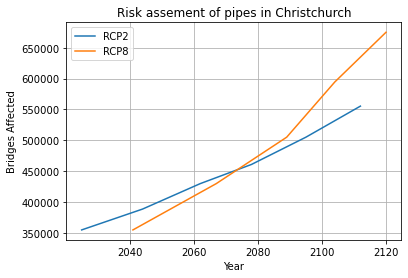 Risk assement of pipes in Christchurch
RCP2
RCP8
Bridges Affected
650000
600000
550000
500000
450000
400000
350000
2040
2060
2080
2100
2120
Year